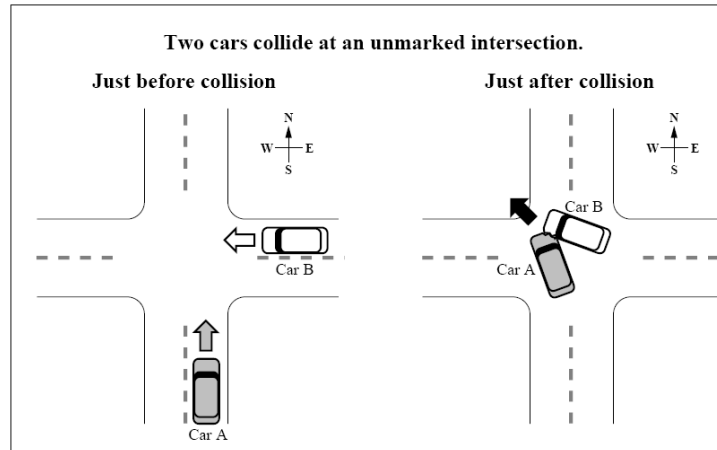 Two cars collide at an unmarked intersection.
Just before collision
Just after collision
N
W E
S
Car B
Car A
N
W E
S
Car B
Car A